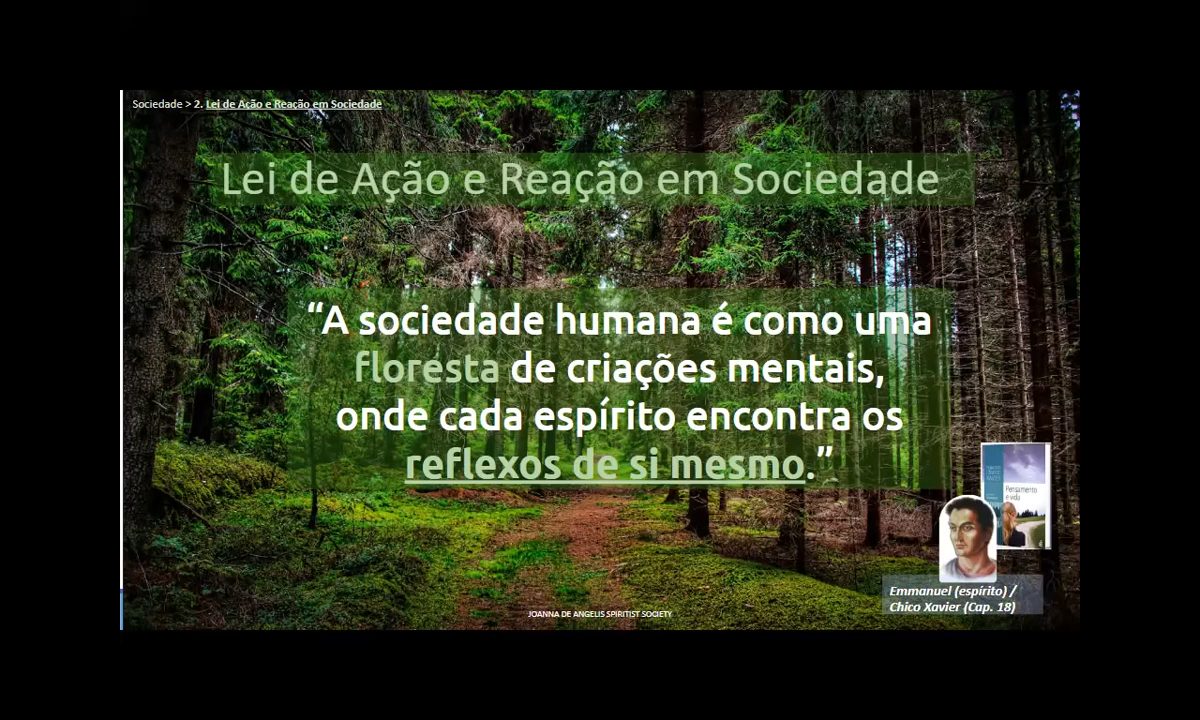 Sociedade > 2. Lei de Ação e Reação em Sociedade
Lei de Ação e Reação em Sociedade
“A sociedade humana é como uma
floresta de criações mentais,
onde cada espírito encontra os
reflexos de si mesmo.”
Pensamento
e vida
Emmanuel (espírito) /
Chico Xavier (Cap. 18)
JOANNA DE ANGELIS SPIRITIST SOCIETY